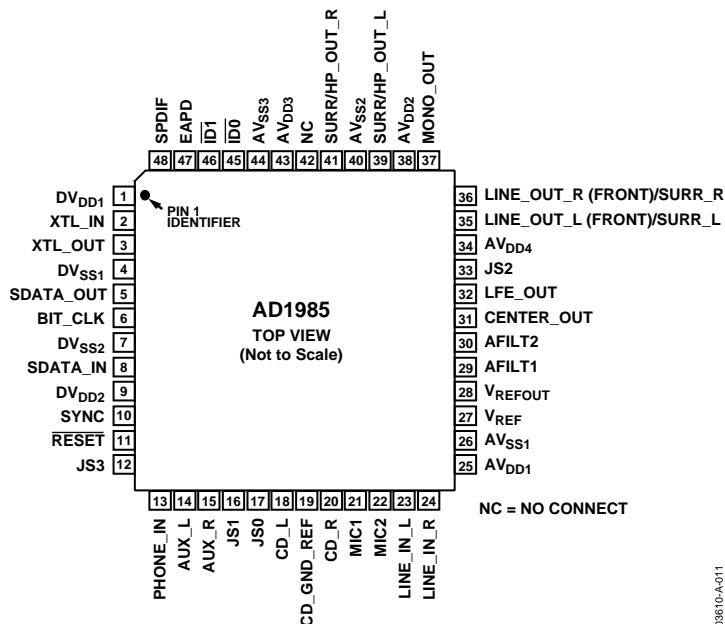 SPDIF
EAPD
ID1
ID0
AVSS3
AVDD3
NC
SURR/HP_OUT_R
AVSS2
SURR/HP_OUT_L
AVDD2
MONO_OUT
48 47 46 45 44 43 42 41 40 39 38 37
DVDD1 1
XTL_IN 2
XTL_OUT 3
DVSS1 4
SDATA_OUT 5
BIT_CLK 6
DVSS2 7
SDATA_IN 8
DVDD2 9
SYNC 10
RESET 11
JS3 12
PIN 1
IDENTIFIER
AD1985
TOP VIEW
(Not to Scale)
36 LINE_OUT_R (FRONT)/SURR_R
35 LINE_OUT_L (FRONT)/SURR_L
34 AVDD4
33 JS2
32 LFE_OUT
31 CENTER_OUT
30 AFILT2
29 AFILT1
28 VREFOUT
27 VREF
26 AVSS1
25 AVDD1
13 14 15 16 17 18 19 20 21 22 23 24
PHONE_IN
AUX_L
AUX_R
JS1
JS0
CD_L
CD_GND_REF
CD_R
MIC1
MIC2
LINE_IN_L
LINE_IN_R
NC = NO CONNECT
03610-A-011